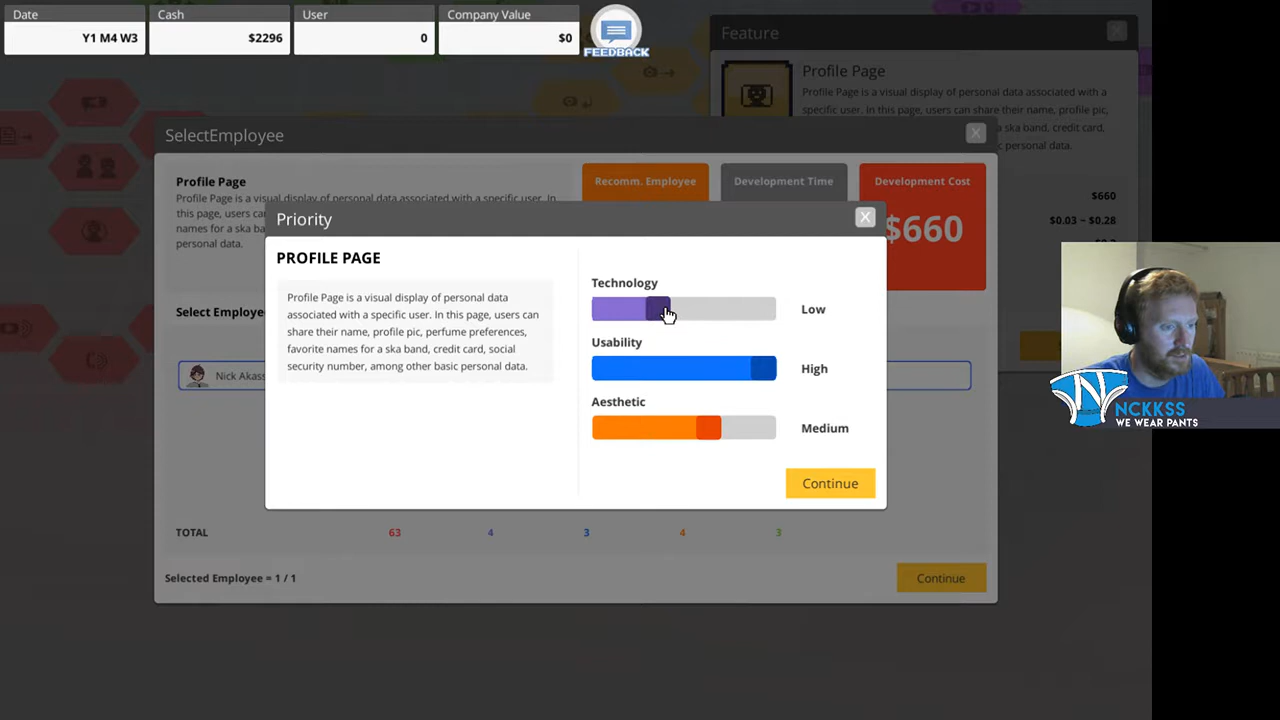 Date
Cash
User
Company Value
Y1 M4 W3
$2296
0
$0
FEEDBACK
Feature
Profile Page
Profile Page is a visual display of personal data associated with a
specific user. In this page, users can share their name, profile pic,
a ska band, credit card,
personal data.
$660
$0.03 ~ $0.28
SelectEmployee
X
Profile Page
Profile Page is a visual display of personal data associated with a specific user. In
this page, users ca
names for a ska ba
personal data.
Recomm. Employee
Development Time
Development Cost
$660
Select Employe
Nick Akass
Priority
X
PROFILE PAGE
Profile Page is a visual display of personal data
associated with a specific user. In this page, users can
share their name, profile pic, perfume preferences,
favorite names for a ska band, credit card, social
security number, among other basic personal data.
Technology
Low
Usability
High
Aesthetic
Medium
Continue
TOTAL
63
4
3
4
3
Selected Employee = 1 / 1
Continue
NCKKSS
WE WEAR PANTS